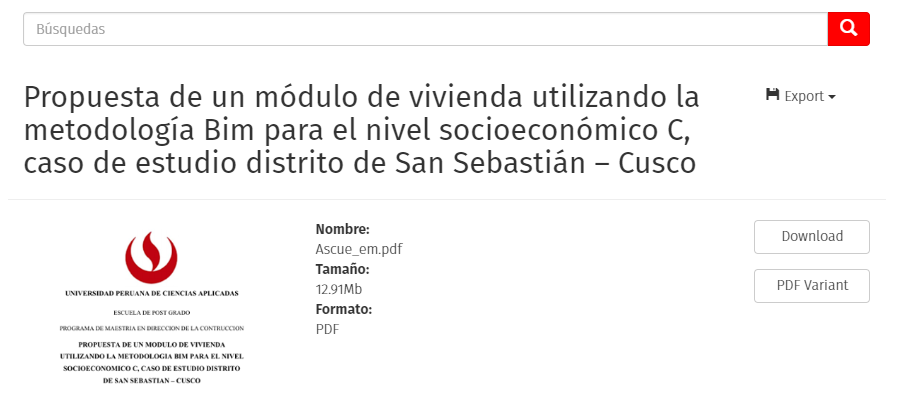 Búsquedas
Propuesta de un módulo de vivienda utilizando la
metodología Bim para el nivel socioeconómico C,
caso de estudio distrito de San Sebastián – Cusco
Export
UNIVERSIDAD PERUANA DE CIENCIAS APLICADAS
ESCUELA DE POST GRADO
PROGRAMA DE MAESTRIA EN DIRECCION DE LA CONTRUCCION
PROPUESTA DE UN MODULO DE VIVIENDA
UTILIZANDO LA METODOLOGIA BIM PARA EL NIVEL
SOCIOECONOMICO C, CASO DE ESTUDIO DISTRITO
DE SAN SEBASTIAN – CUSCO
Nombre:
Ascue_em.pdf
Tamaño:
12.91Mb
Formato:
PDF
Download
PDF Variant